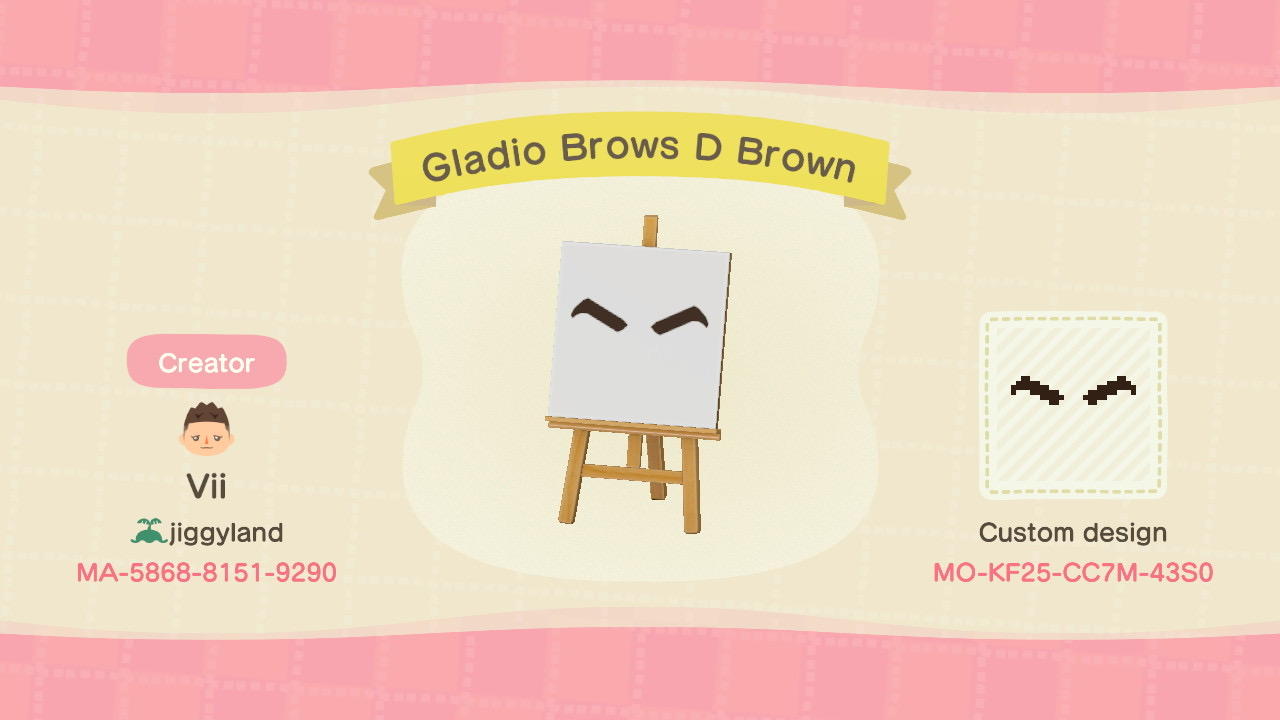 Gladio Brows D Brown
Creator
Vii
jiggyland
MA-5868-8151-9290
Custom design
MO-KF25-CC7M-43S0